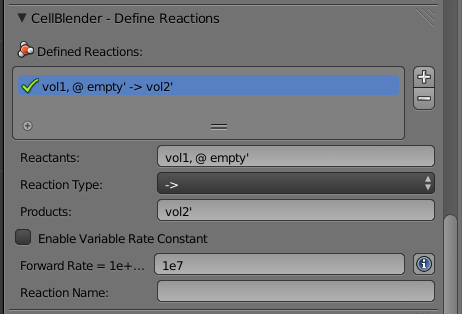 CellBlender - Define Reactions
Defined Reactions:
vol1, @ empty' -> vol2'
Reactants: vol1, @ empty'
Reaction Type: ->
Products: vol2'
Enable Variable Rate Constant
Forward Rate = 1e+... 1e7
Reaction Name: